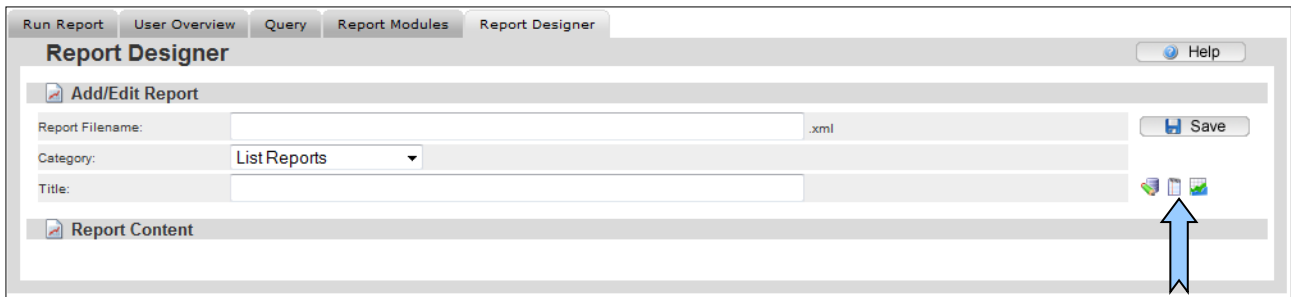 Run Report User Overview Query Report Modules Report Designer
Report Designer Help
Add/Edit Report
Report Filename: .xml Save
Category: List Reports
Title:
Report Content